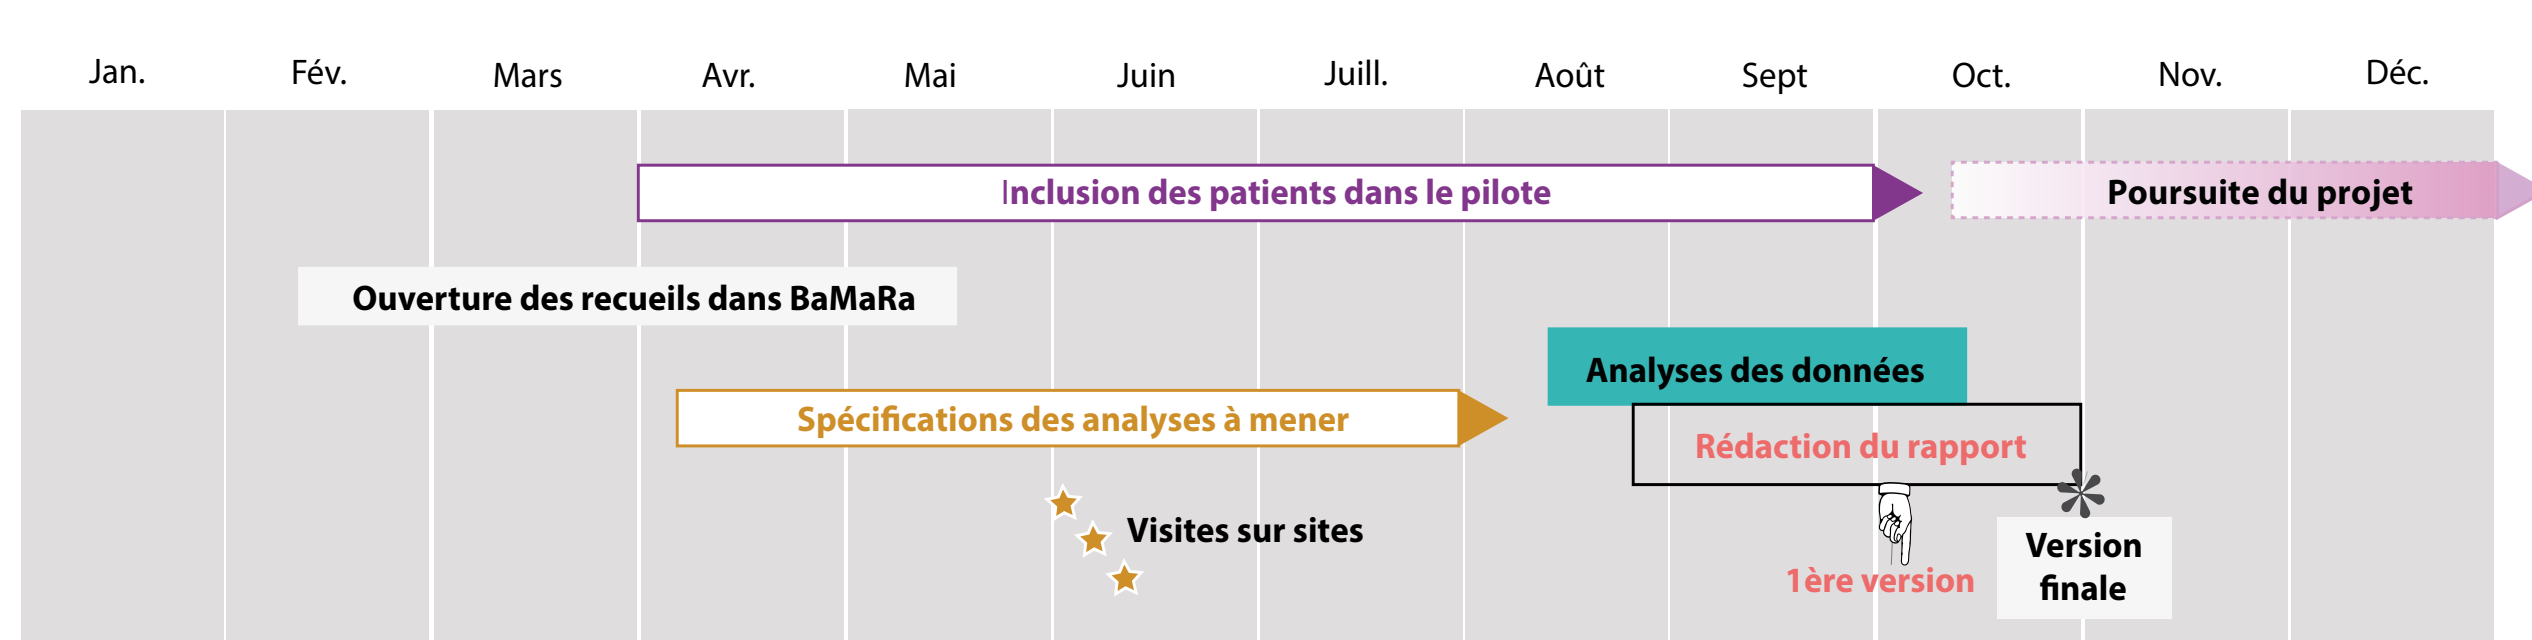 Jan. Fév. Mars Avr. Mai Juin Juill. Août Sept Oct. Nov. Déc.
Inclusion des patients dans le pilote
Poursuite du projet
Ouverture des recueils dans BaMaRa
Analyses des données
Spécifications des analyses à mener
Rédaction du rapport
Visites sur sites
1ère version
Version
finale